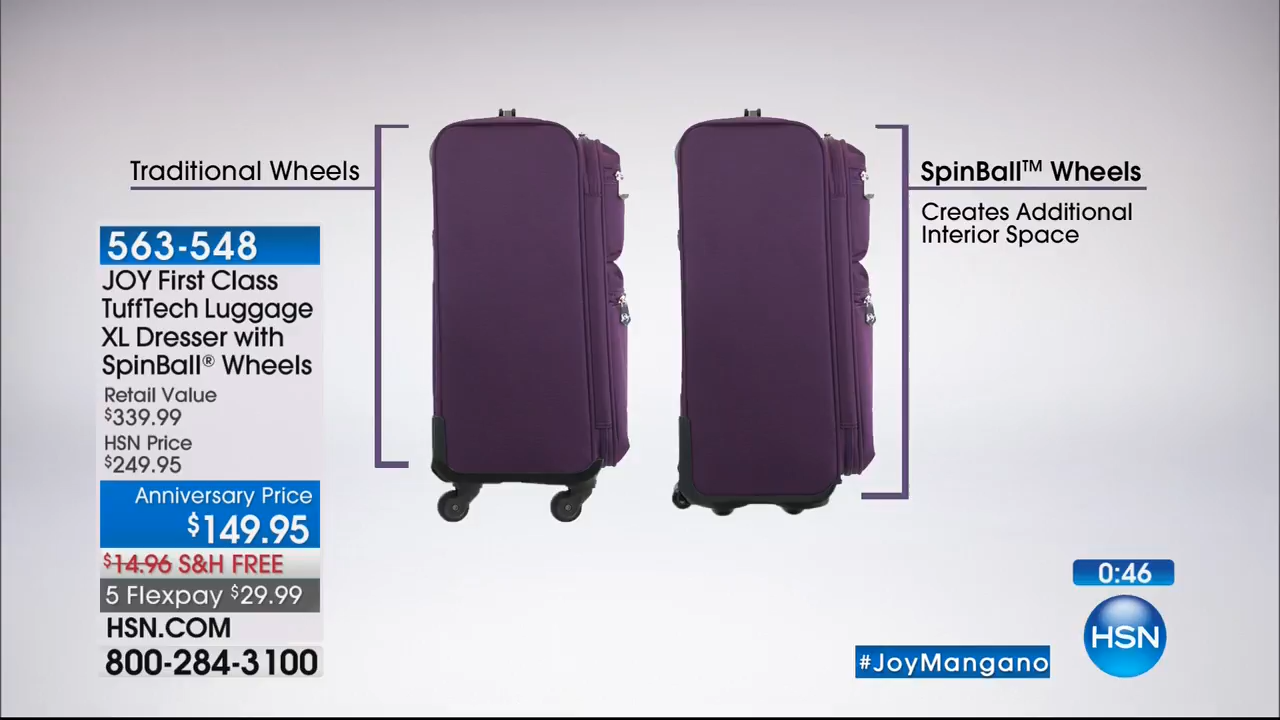 Traditional Wheels
SpinBall™ Wheels
Creates Additional
Interior Space
563-548
JOY First Class
TuffTech Luggage
XL Dresser with
SpinBall® Wheels
Retail Value
$339.99
HSN Price
$249.95
Anniversary Price
$149.95
$14.96 S&H FREE
5 Flexpay $29.99
HSN.COM
800-284-3100
0:46
HSN
#JoyMangano